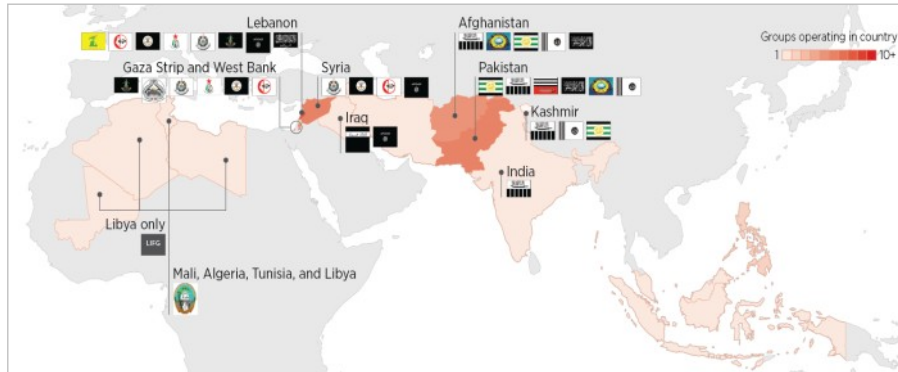 Lebanon
Afghanistan
Groups operating in country
1 10+
Gaza Strip and West Bank
Syria
Pakistan
Iraq
Kashmir
India
Libya only
LIFG
Mali, Algeria, Tunisia, and Libya